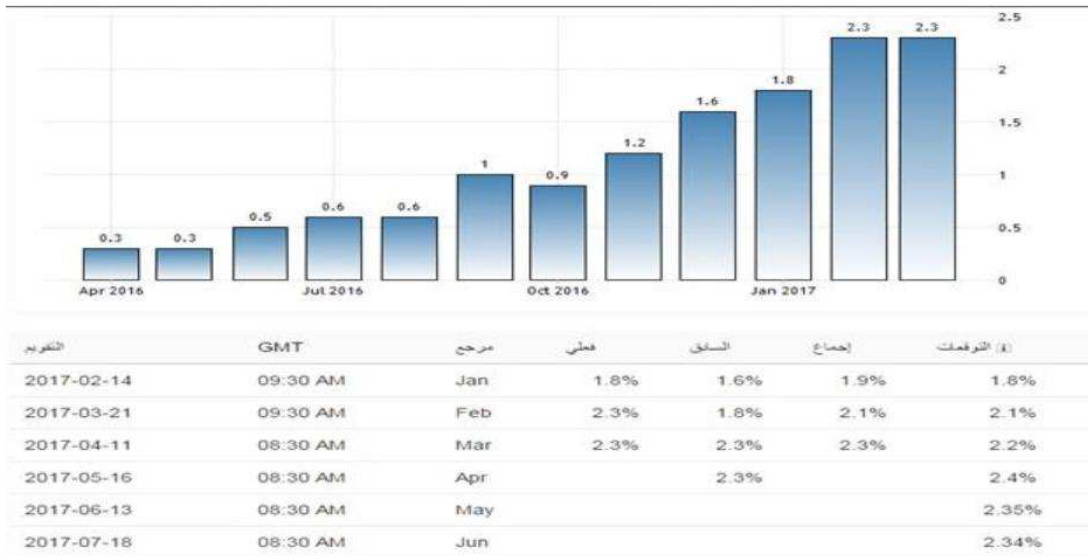 2.5
2.3 2.3
2
1.8
1.6
1.5
1.2
1
1
0.9
0.6 0.6
0.5
0.5
0.3 0.3
0
Apr 2016 Jul 2016 Oct 2016 Jan 2017
التقويم GMT مرجع فعلي السابق إجماع التوقعات
2017-02-14 09:30 AM Jan 1.8% 1.6% 1.9% 1.8%
2017-03-21 09:30 AM Feb 2.3% 1.8% 2.1% 2.1%
2017-04-11 08:30 AM Mar 2.3% 2.3% 2.3% 2.2%
2017-05-16 08:30 AM Apr 2.3% 2.4%
2017-06-13 08:30 AM May 2.35%
2017-07-18 08:30 AM Jun 2.34%